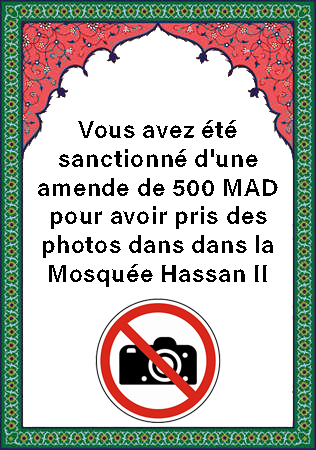 Vous avez été
sanctionné d'une
amende de 500 MAD
pour avoir pris des
photos dans dans la
Mosquée Hassan II